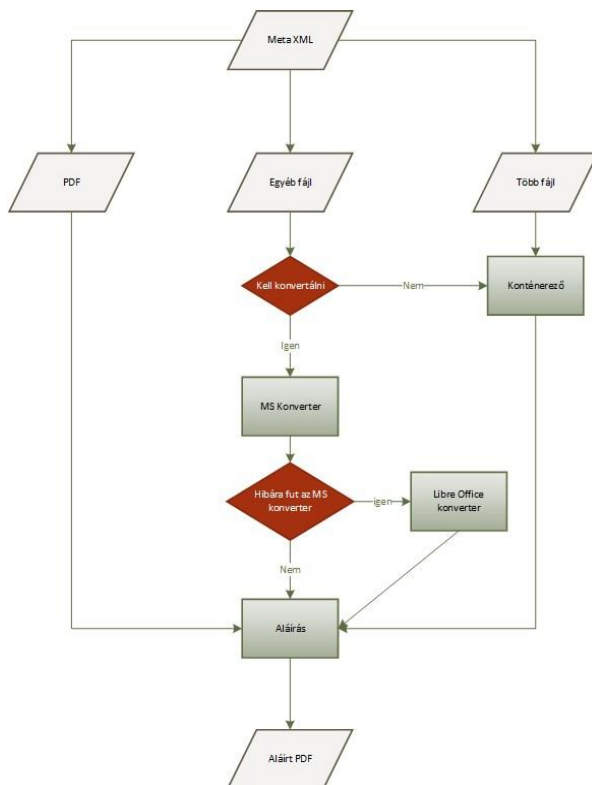 Meta XML
PDF
Egyéb fájl
Több fájl
Kell konvertálni
Nem
Konténerező
Igen
MS Konverter
Hibára fut az MS
konverter
igen
Libre Office
konverter
Nem
Aláírás
Aláírt PDF